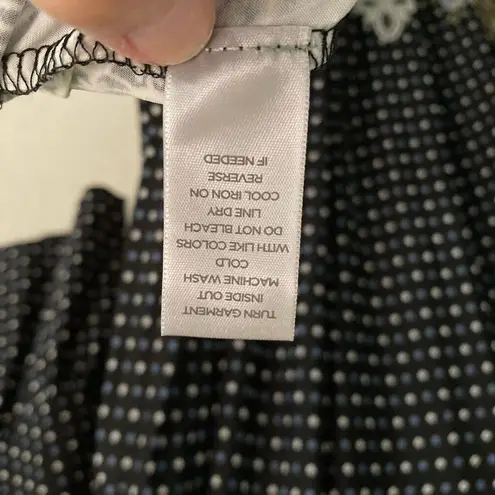 TURN GARMENT
INSIDE OUT
MACHINE WASH
COLD
WITH LIKE COLORS
DO NOT BLEACH
LINE DRY
COOL IRON ON
REVERSE
IF NEEDED